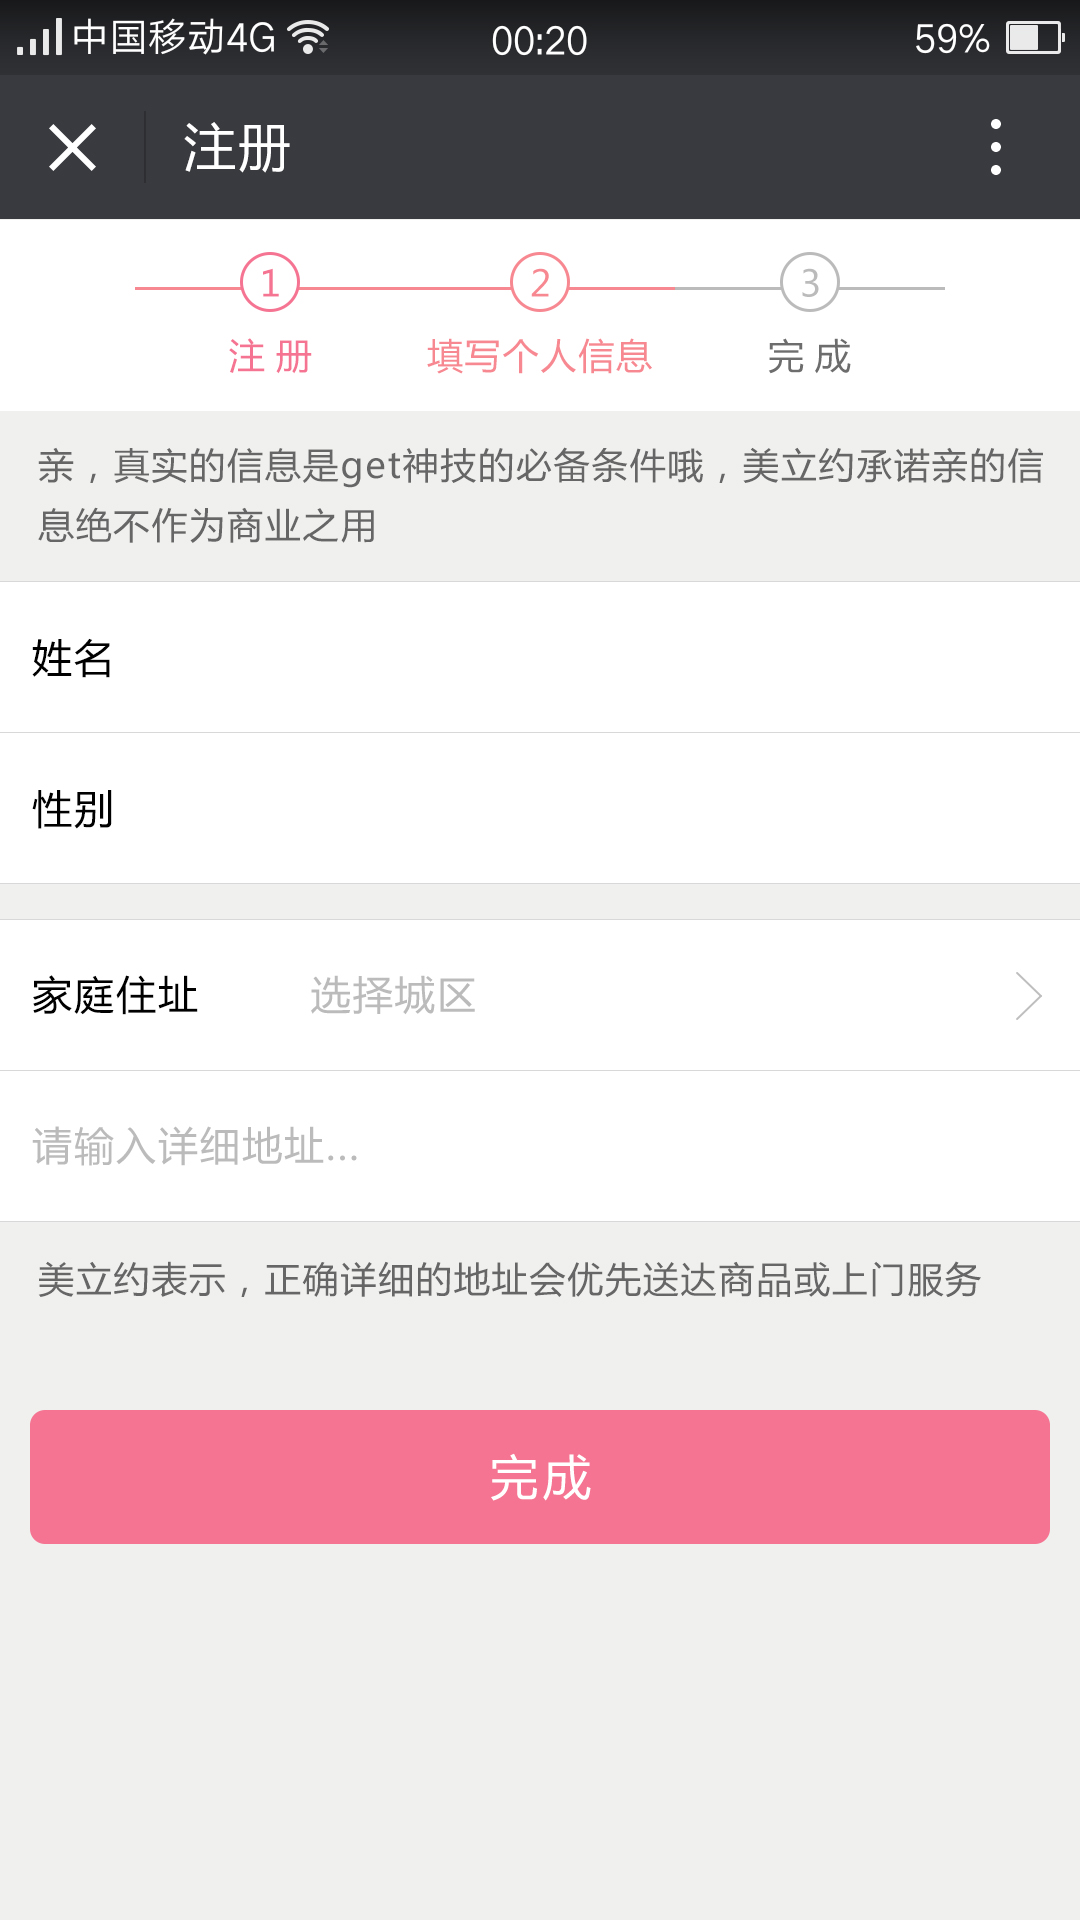 中国移动4G 00:20 59%
注册
1 2 3
注 册 填写个人信息 完 成
亲，真实的信息是get神技的必备条件哦，美立约承诺亲的信
息绝不作为商业之用
姓名
性别
家庭住址 选择城区
请输入详细地址...
美立约表示，正确详细的地址会优先送达商品或上门服务
完成